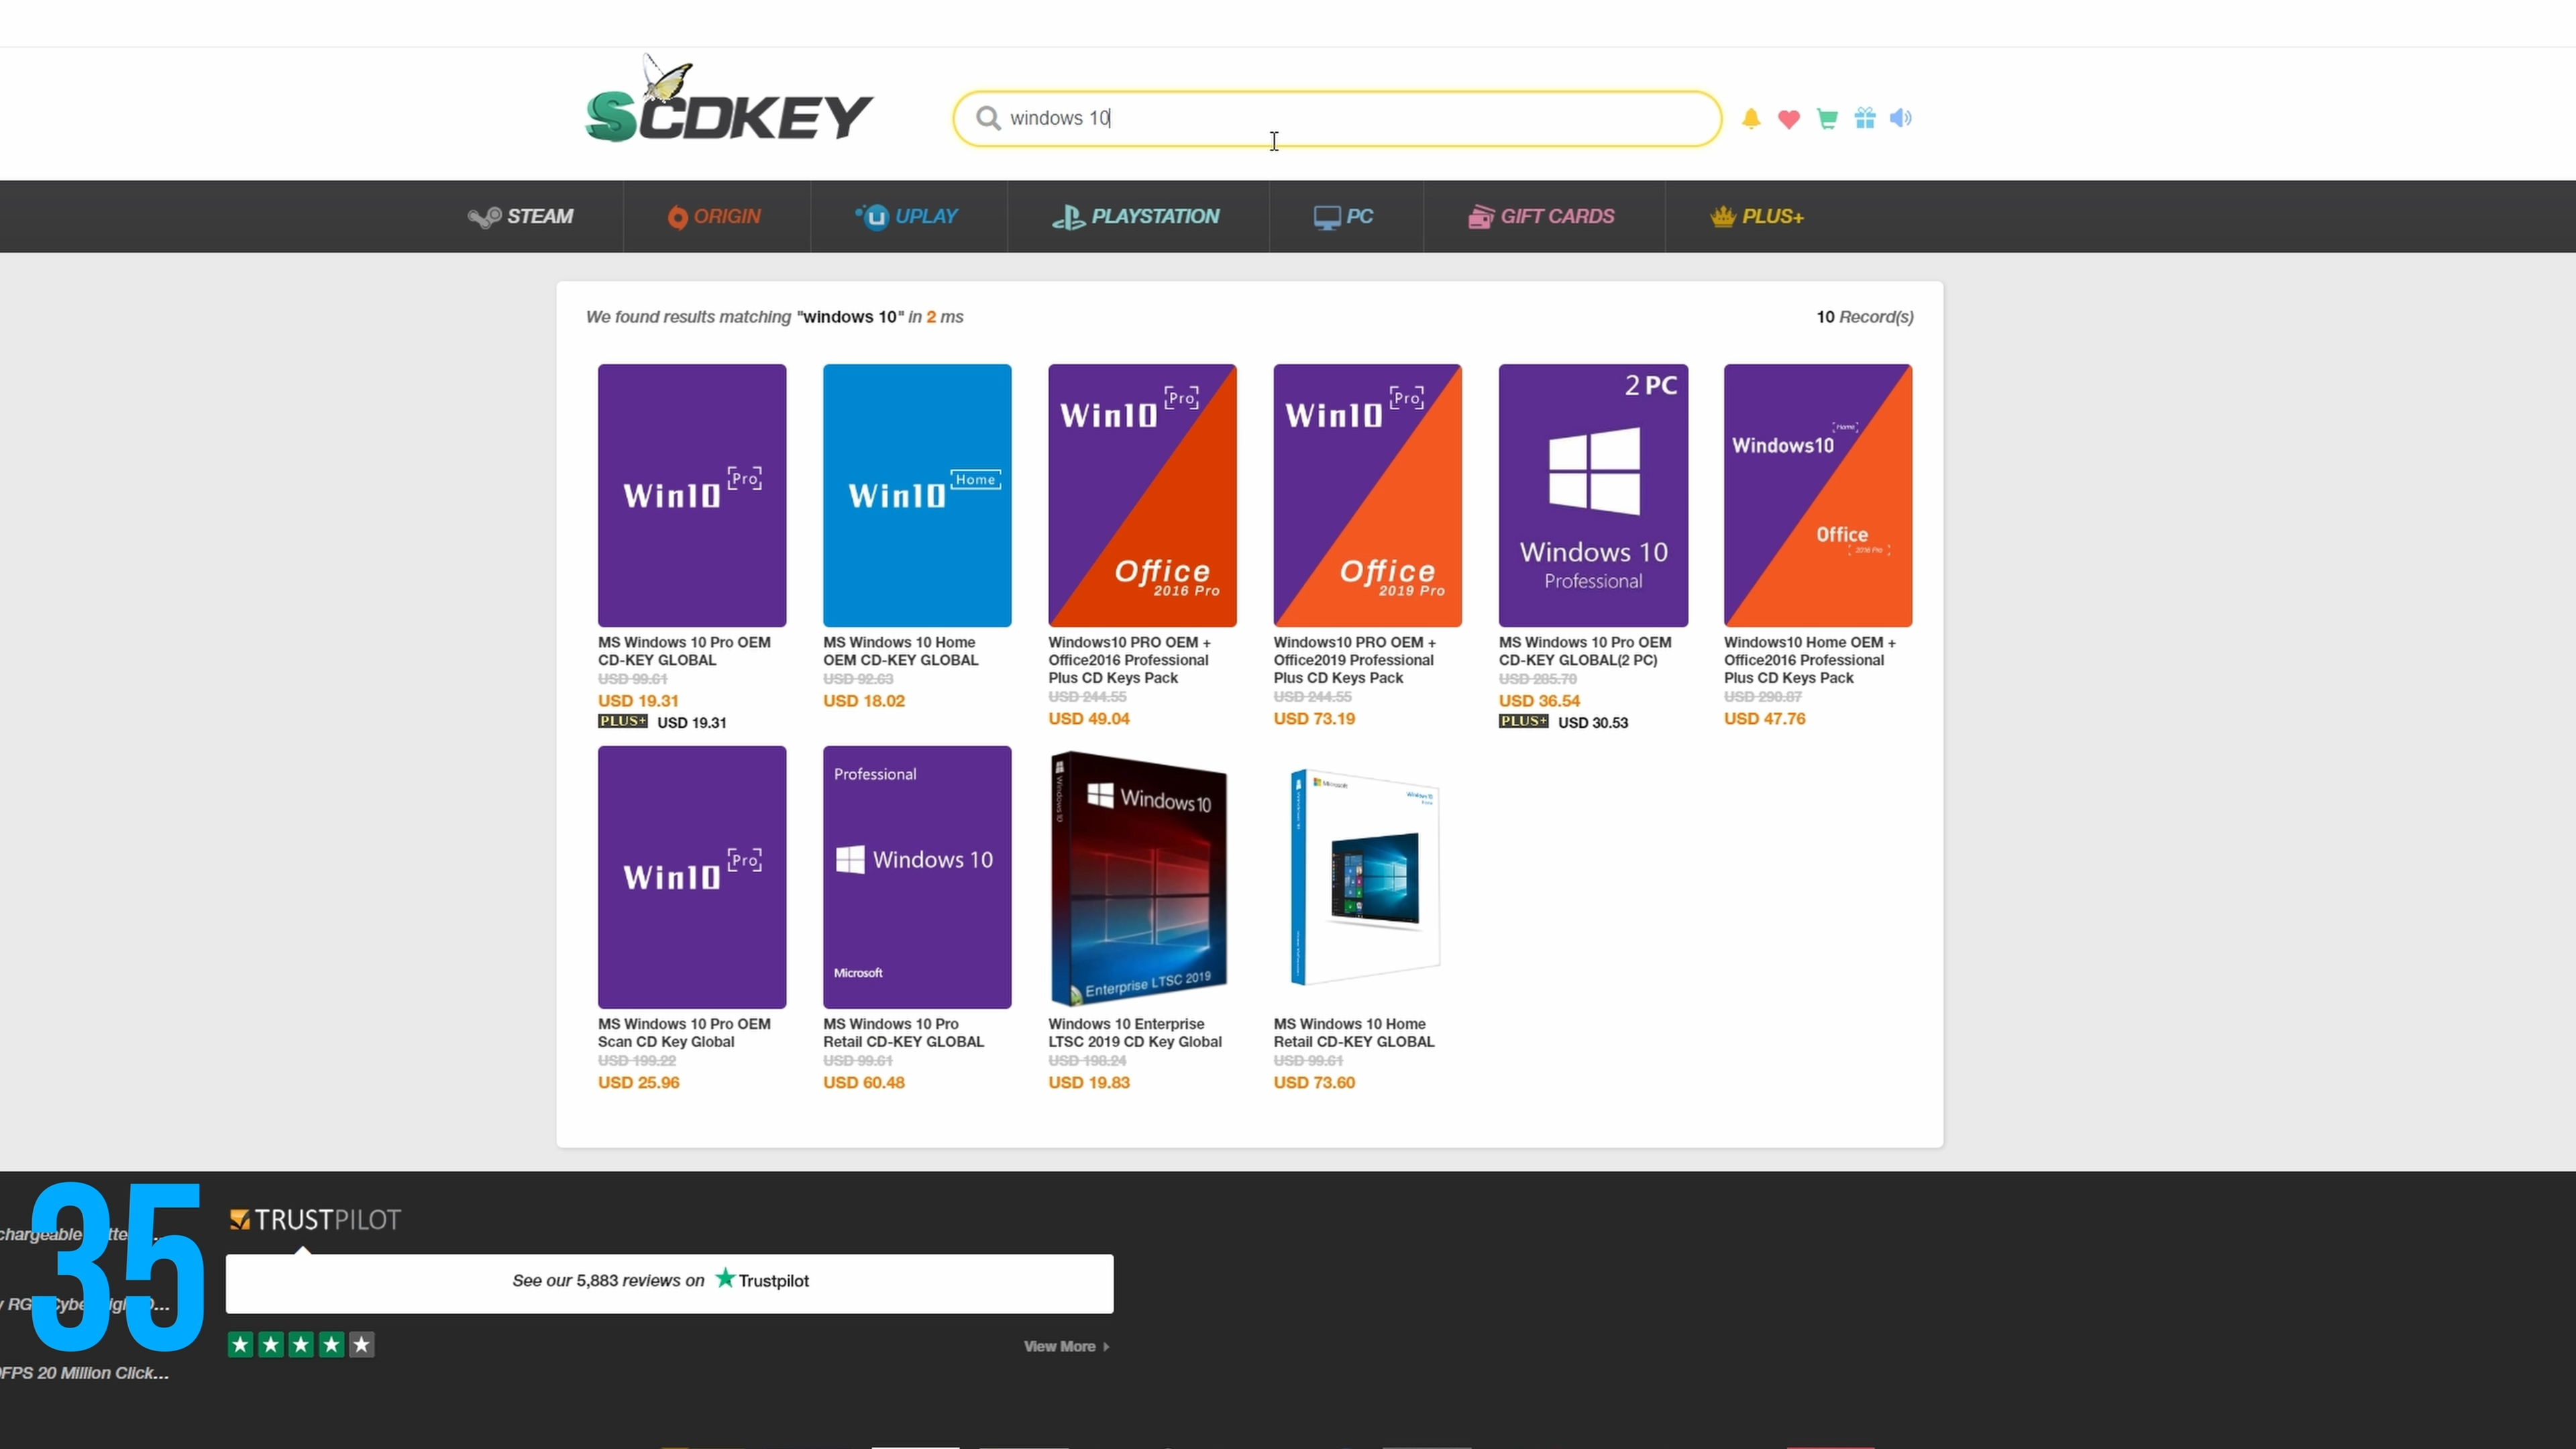 SCDKEY
windows 10
STEAM
ORIGIN
UPLAY
PLAYSTATION
PC
GIFT CARDS
PLUS+
We found results matching "windows 10" in 2 ms
10 Record(s)
Win10 [Pro]
Win10 Home
Win10 [Pro]
Office
2016 Pro
Win10 [Pro]
Office
2019 Pro
2 PC
Windows 10
Professional
[Home]
Windows10
Office
[2016 Pro]
MS Windows 10 Pro OEM
CD-KEY GLOBAL
USD 99.61
USD 19.31
PLUS+ USD 19.31
MS Windows 10 Home
OEM CD-KEY GLOBAL
USD 92.63
USD 18.02
Windows10 PRO OEM +
Office2016 Professional
Plus CD Keys Pack
USD 244.55
USD 49.04
Windows10 PRO OEM +
Office2019 Professional
Plus CD Keys Pack
USD 244.55
USD 73.19
MS Windows 10 Pro OEM
CD-KEY GLOBAL(2 PC)
USD 285.70
USD 36.54
PLUS+ USD 30.53
Windows10 Home OEM +
Office2016 Professional
Plus CD Keys Pack
USD 290.87
USD 47.76
Win10 [Pro]
Professional
Windows 10
Microsoft
Windows 10
Windows 10
Enterprise LTSC 2019
Microsoft
Windows 10
Home
MS Windows 10 Pro OEM
Scan CD Key Global
USD 199.22
USD 25.96
MS Windows 10 Pro
Retail CD-KEY GLOBAL
USD 99.61
USD 60.48
Windows 10 Enterprise
LTSC 2019 CD Key Global
USD 198.24
USD 19.83
MS Windows 10 Home
Retail CD-KEY GLOBAL
USD 99.61
USD 73.60
35
TRUSTPILOT
See our 5,883 reviews on Trustpilot
View More
FPS 20 Million Click...